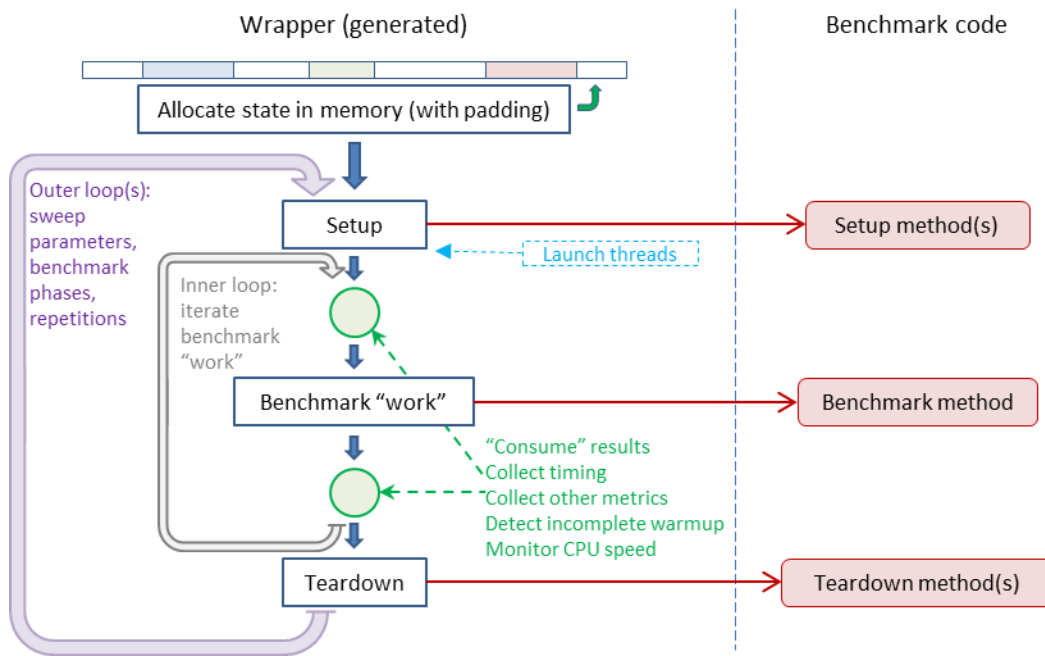 Wrapper (generated)
Benchmark code
Allocate state in memory (with padding)
Outer loop(s):
sweep
parameters,
benchmark
phases,
repetitions
Setup
Setup method(s)
Launch threads
Inner loop:
iterate
benchmark
“work”
Benchmark “work”
Benchmark method
“Consume” results
Collect timing
Collect other metrics
Detect incomplete warmup
Monitor CPU speed
Teardown
Teardown method(s)